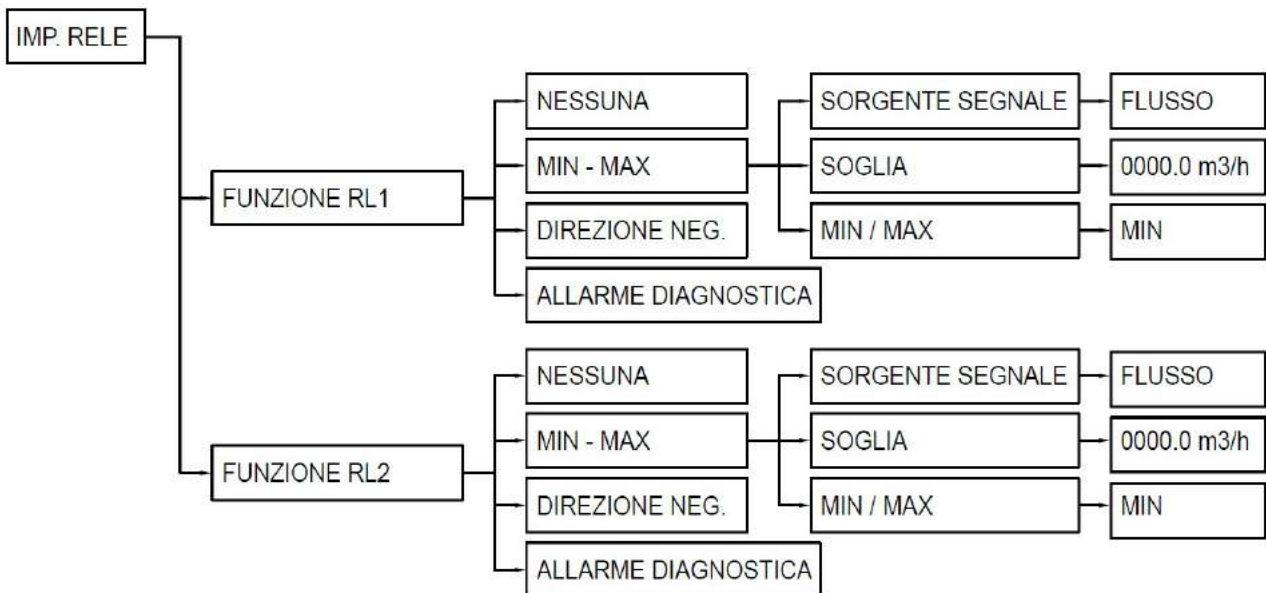 IMP. RELE
NESSUNA
SORGENTE SEGNALE
FLUSSO
MIN - MAX
SOGLIA
0000.0 m3/h
FUNZIONE RL1
DIREZIONE NEG.
MIN / MAX
MIN
ALLARME DIAGNOSTICA
NESSUNA
SORGENTE SEGNALE
FLUSSO
MIN - MAX
SOGLIA
0000.0 m3/h
FUNZIONE RL2
DIREZIONE NEG.
MIN / MAX
MIN
ALLARME DIAGNOSTICA